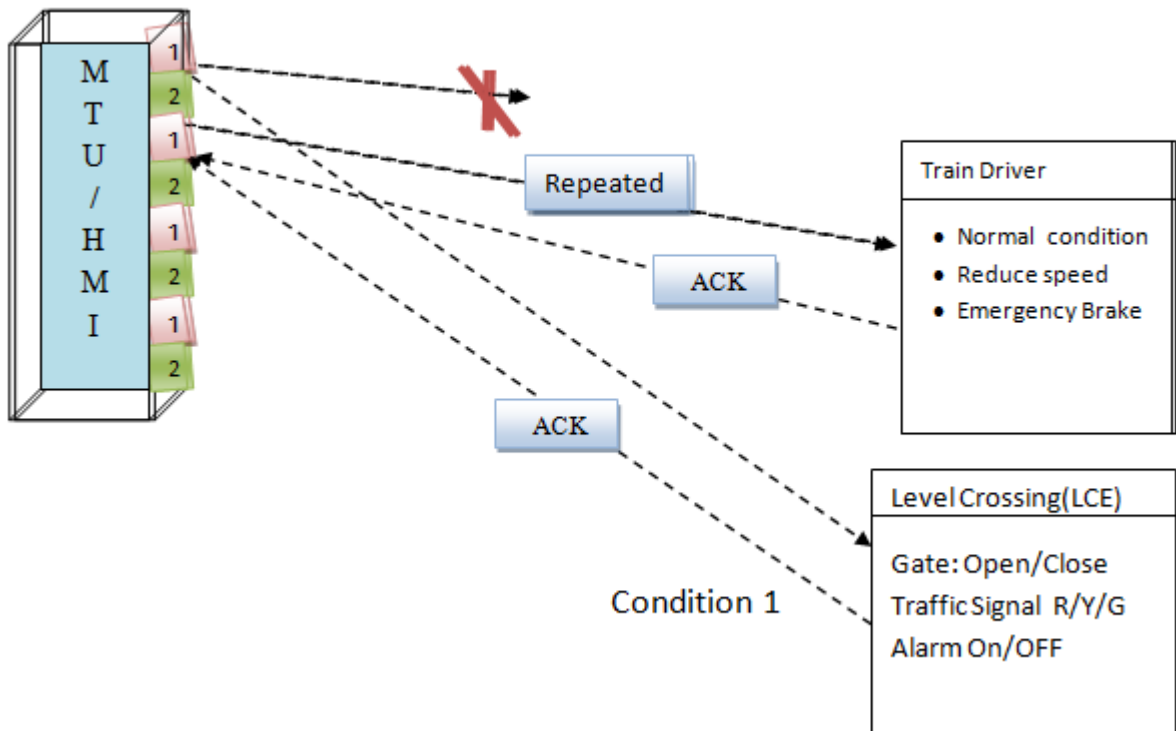 M
T
U
/
H
M
I
1
2
1
2
1
2
1
2
Repeated
ACK
ACK
Train Driver
• Normal condition
• Reduce speed
• Emergency Brake
Level Crossing(LCE)
Gate: Open/Close
Traffic Signal R/Y/G
Alarm On/OFF
Condition 1